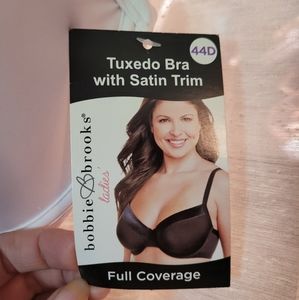 44D
Tuxedo Bra
with Satin Trim
bobbie brooks®
ladies'
Full Coverage